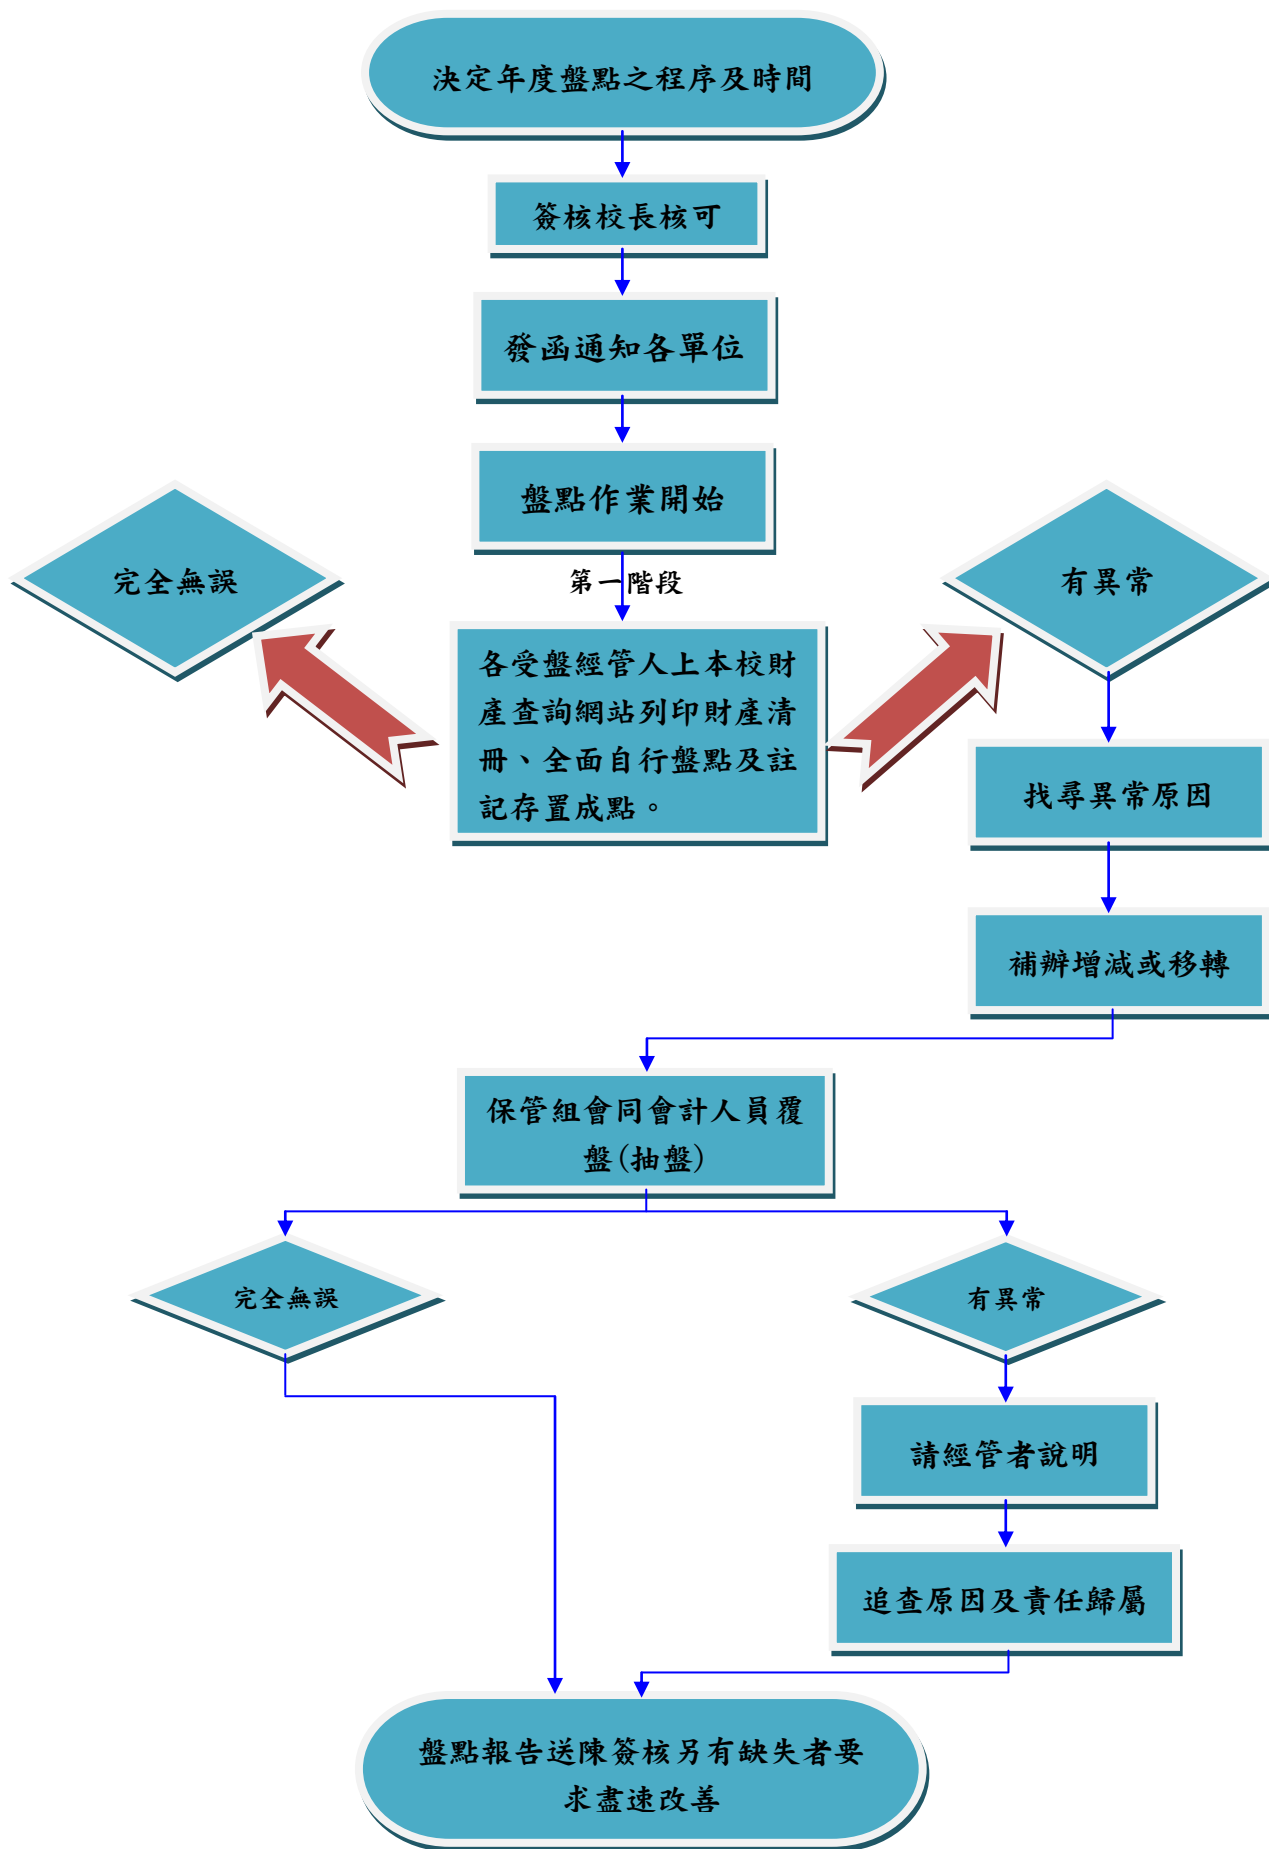 決定年度盤點之程序及時間
簽核校長核可
發函通知各單位
盤點作業開始
第一階段
完全無誤
有異常
各受盤經管人上本校財
產查詢網站列印財產清
冊、全面自行盤點及註
記存置成點。
找尋異常原因
補辦增減或移轉
保管組會同會計人員覆
盤(抽盤)
完全無誤
有異常
請經管者說明
追查原因及責任歸屬
盤點報告送陳簽核另有缺失者要
求盡速改善